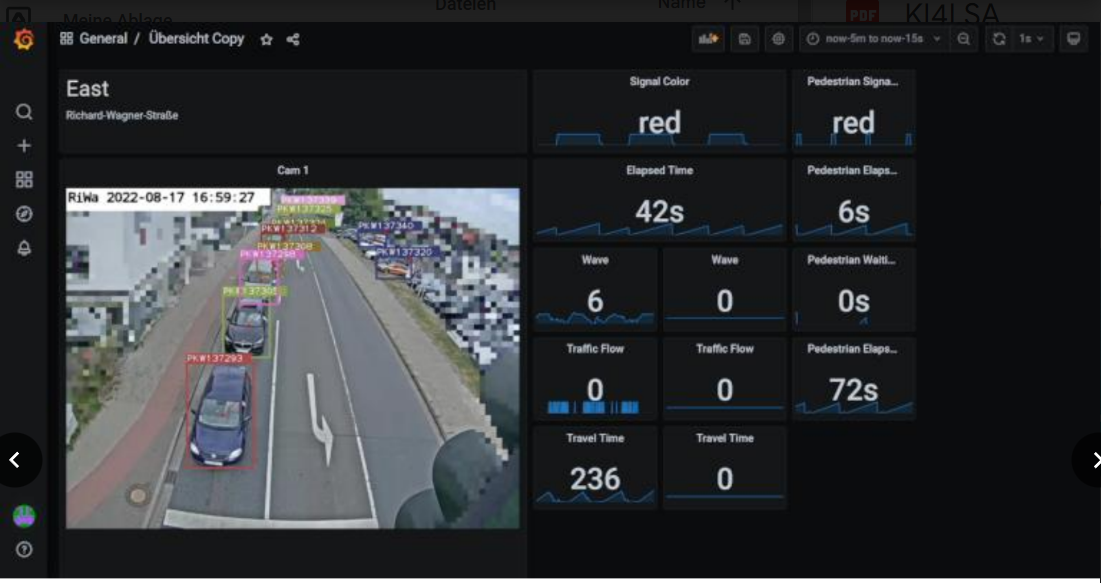 Meine Ablage
Dateien
Name
PDF
KI4LSA
General / Übersicht Copy
now-5m to now-15s
1s
East
Richard-Wagner-Straße
Cam 1
RiWa 2022-08-17 16:59:27
PKW137325
PKW137312
PKW137308
PKW137298
PKW137340
PKW137320
PKW137293
Signal Color
red
Pedestrian Signa...
red
Elapsed Time
42s
Pedestrian Elaps...
6s
Wave
6
Wave
0
Pedestrian Waiti...
0s
Traffic Flow
0
Traffic Flow
0
Pedestrian Elaps...
72s
Travel Time
236
Travel Time
0